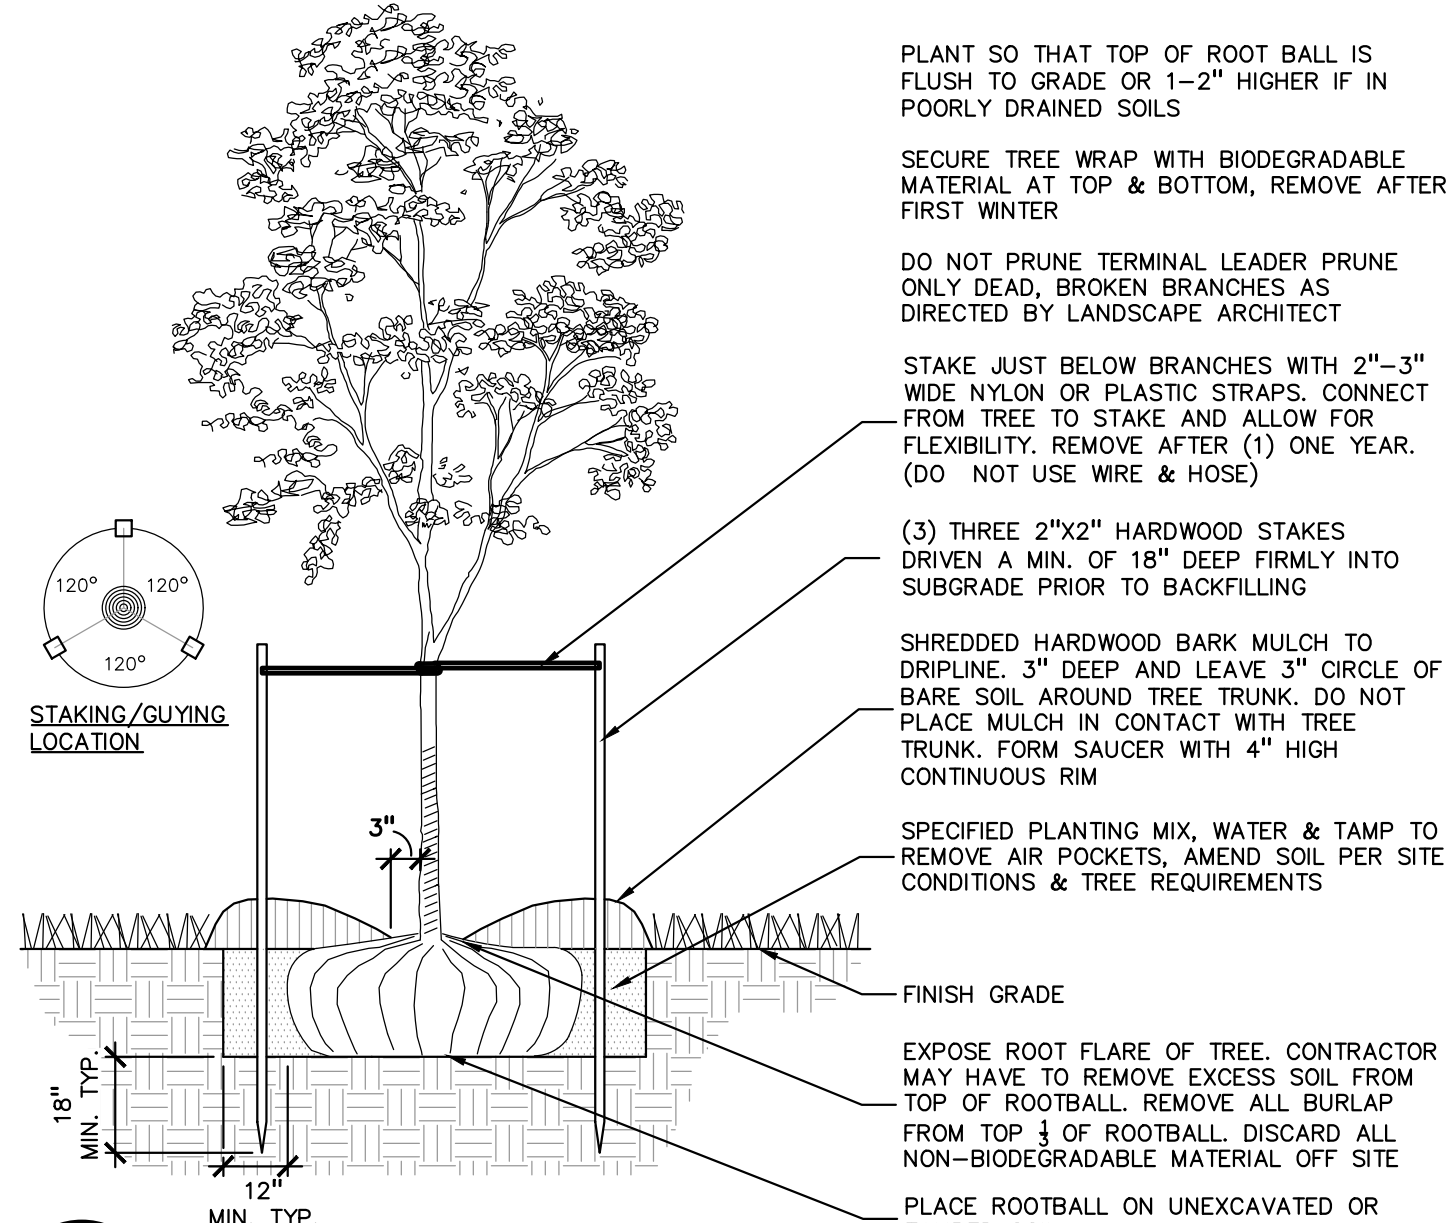 PLANT SO THAT TOP OF ROOT BALL IS
FLUSH TO GRADE OR 1-2" HIGHER IF IN
POORLY DRAINED SOILS
SECURE TREE WRAP WITH BIODEGRADABLE
MATERIAL AT TOP & BOTTOM, REMOVE AFTER
FIRST WINTER
DO NOT PRUNE TERMINAL LEADER PRUNE
ONLY DEAD, BROKEN BRANCHES AS
DIRECTED BY LANDSCAPE ARCHITECT
STAKE JUST BELOW BRANCHES WITH 2"-3"
WIDE NYLON OR PLASTIC STRAPS. CONNECT
FROM TREE TO STAKE AND ALLOW FOR
FLEXIBILITY. REMOVE AFTER (1) ONE YEAR.
(DO NOT USE WIRE & HOSE)
(3) THREE 2"X2" HARDWOOD STAKES
DRIVEN A MIN. OF 18" DEEP FIRMLY INTO
SUBGRADE PRIOR TO BACKFILLING
SHREDDED HARDWOOD BARK MULCH TO
DRIPLINE. 3" DEEP AND LEAVE 3" CIRCLE OF
BARE SOIL AROUND TREE TRUNK. DO NOT
PLACE MULCH IN CONTACT WITH TREE
TRUNK. FORM SAUCER WITH 4" HIGH
CONTINUOUS RIM
SPECIFIED PLANTING MIX, WATER & TAMP TO
REMOVE AIR POCKETS, AMEND SOIL PER SITE
CONDITIONS & TREE REQUIREMENTS
FINISH GRADE
EXPOSE ROOT FLARE OF TREE. CONTRACTOR
MAY HAVE TO REMOVE EXCESS SOIL FROM
TOP OF ROOTBALL. REMOVE ALL BURLAP
FROM TOP 1/3 OF ROOTBALL. DISCARD ALL
NON-BIODEGRADABLE MATERIAL OFF SITE
PLACE ROOTBALL ON UNEXCAVATED OR
120° 120°
120°
STAKING/GUYING
LOCATION
3"
18"
MIN. TYP.
12"
MIN. TYP.